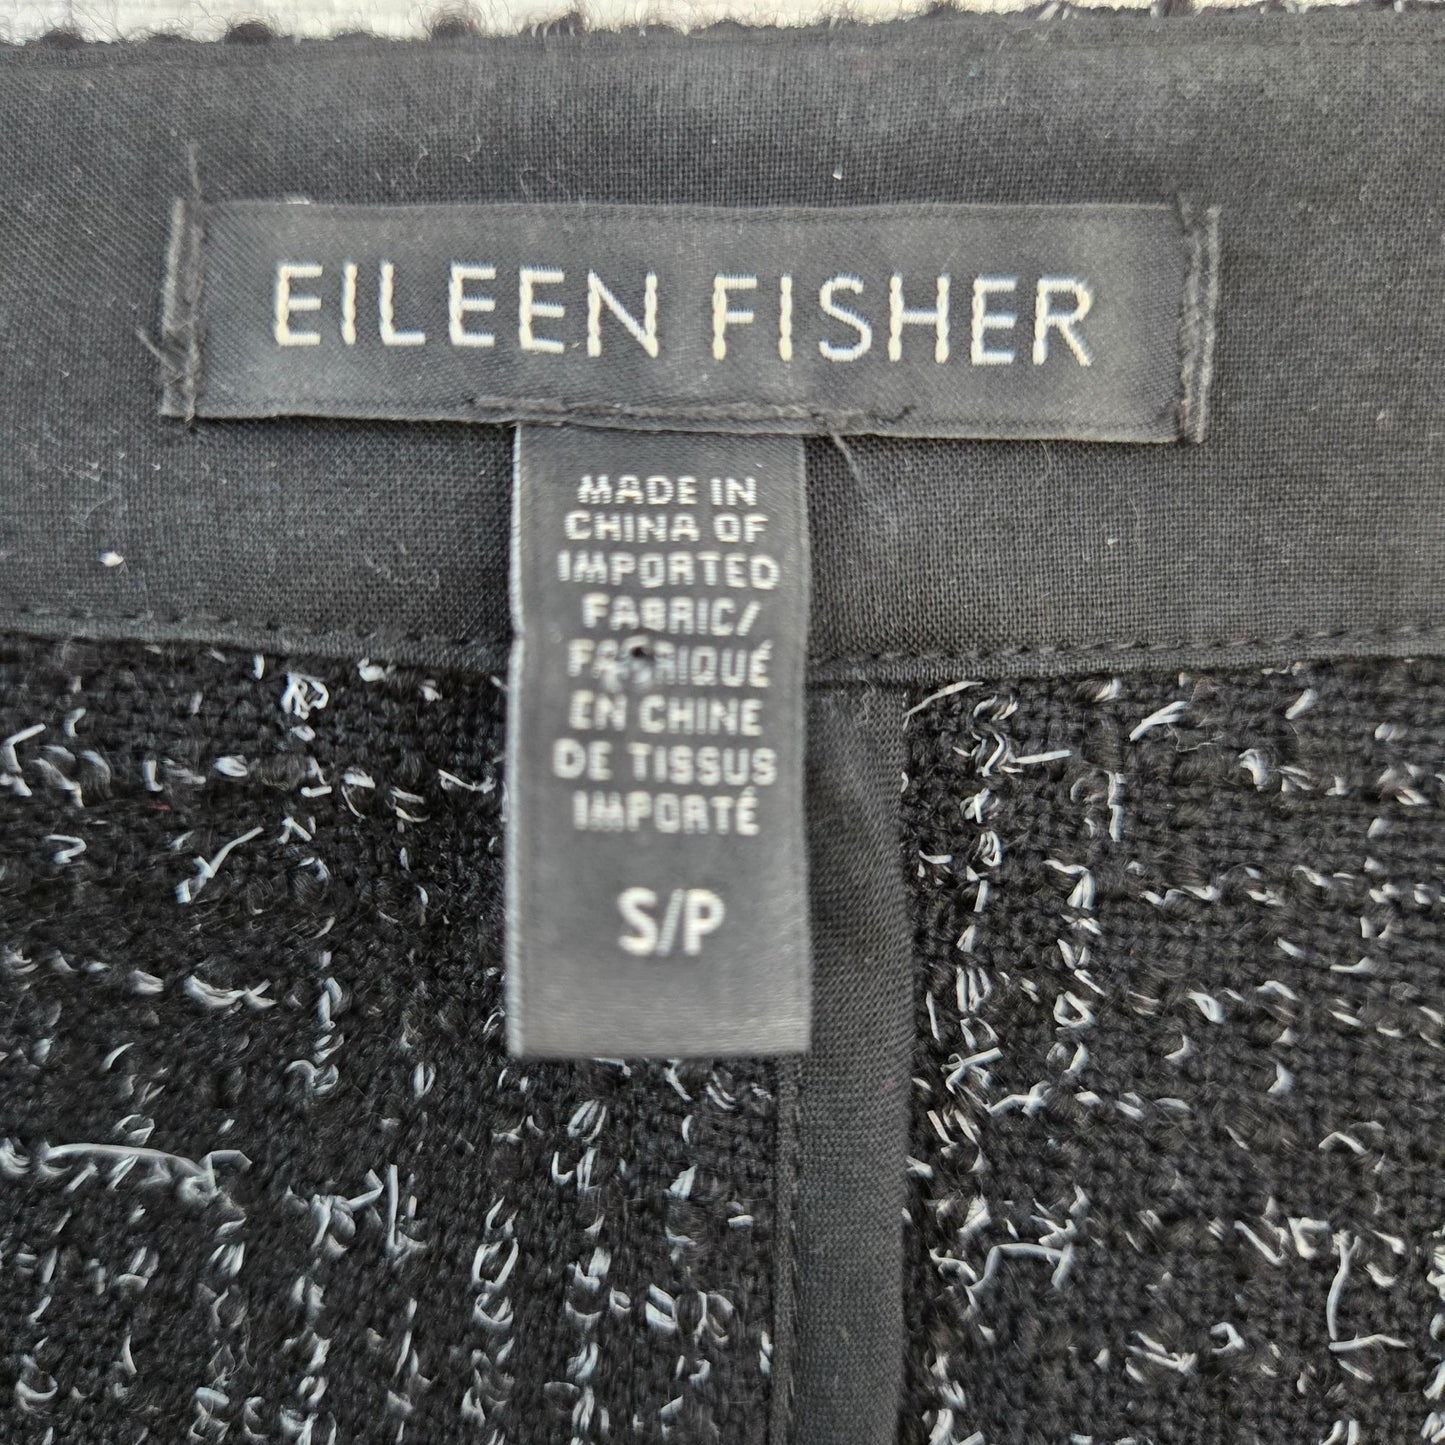 EILEEN FISHER
MADE IN
CHINA OF
IMPORTED
FABRIC/
FABRIQUÉ
EN CHINE
DE TISSUS
IMPORTÉ
S/P